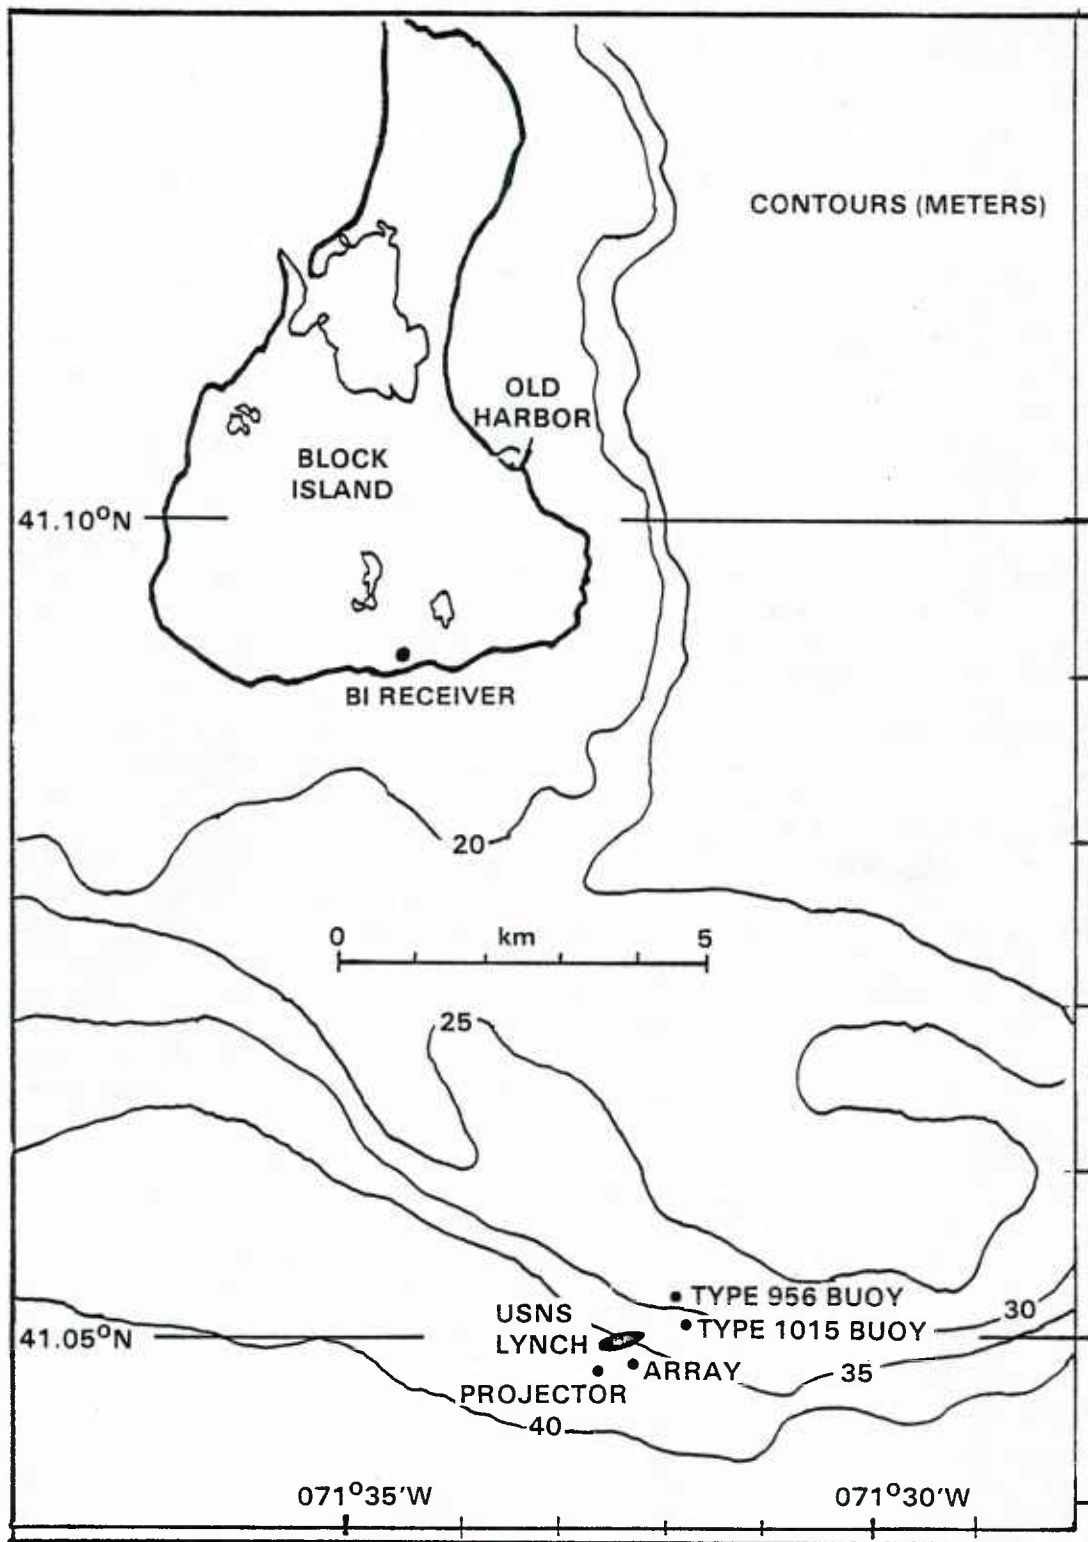 CONTOURS (METERS)
OLD
HARBOR
BLOCK
ISLAND
41.10°N
BI RECEIVER
20
0 km 5
25
TYPE 956 BUOY
30
USNS
LYNCH
TYPE 1015 BUOY
41.05°N
ARRAY
35
PROJECTOR
40
071°35'W
071°30'W